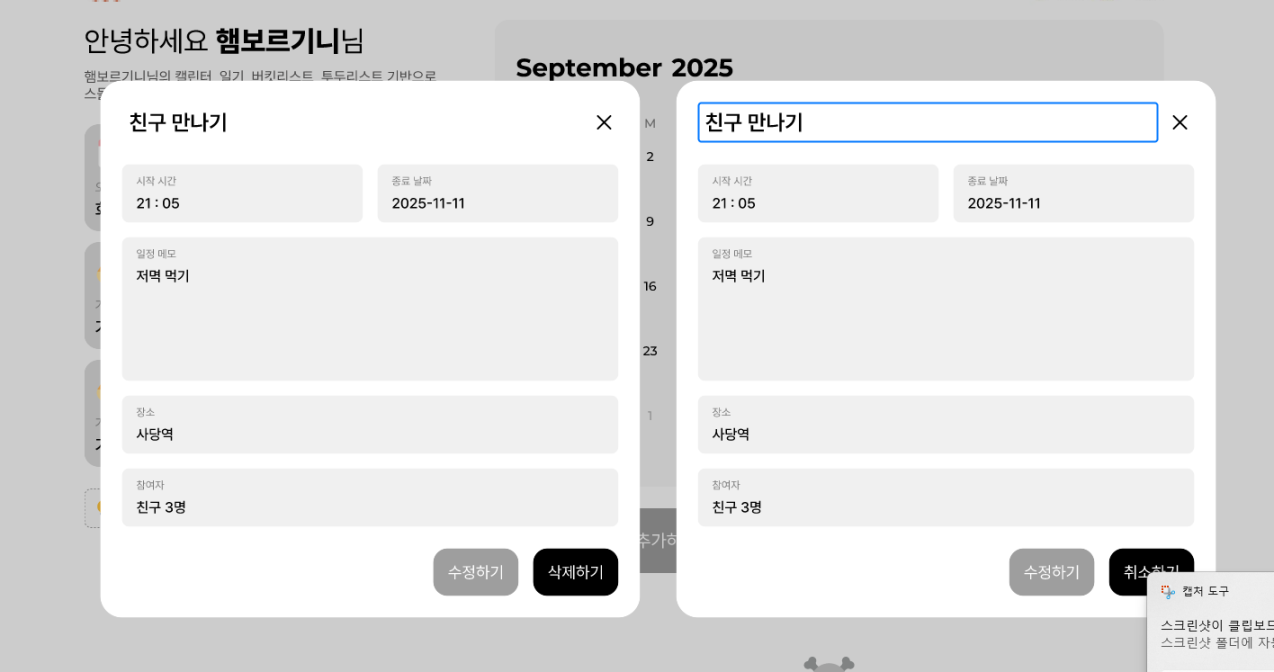 안녕하세요 햄보르기니님
햄보르기니님의 캘린터, 일기, 버킷리스트, 투두리스트 기반으로
September 2025
M
2
9
16
23
1
추가하
친구 만나기
시작 시간
21 : 05
종료 날짜
2025-11-11
일정 메모
저멱 먹기
장소
사당역
참여자
친구 3명
수정하기
삭제하기
친구 만나기
시작 시간
21 : 05
종료 날짜
2025-11-11
일정 메모
저멱 먹기
장소
사당역
참여자
친구 3명
수정하기
취소하기
캡처 도구
스크린샷이 클립보드
스크린샷 폴더에 자